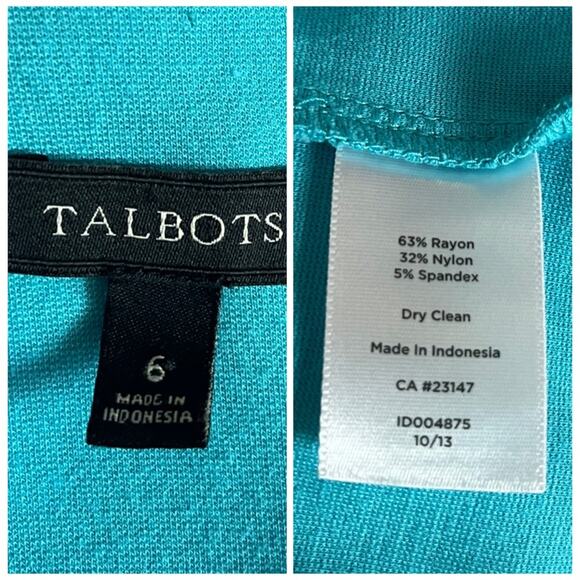 TALBOTS
6
MADE IN
INDONESIA
63% Rayon
32% Nylon
5% Spandex
Dry Clean
Made In Indonesia
CA #23147
ID004875
10/13